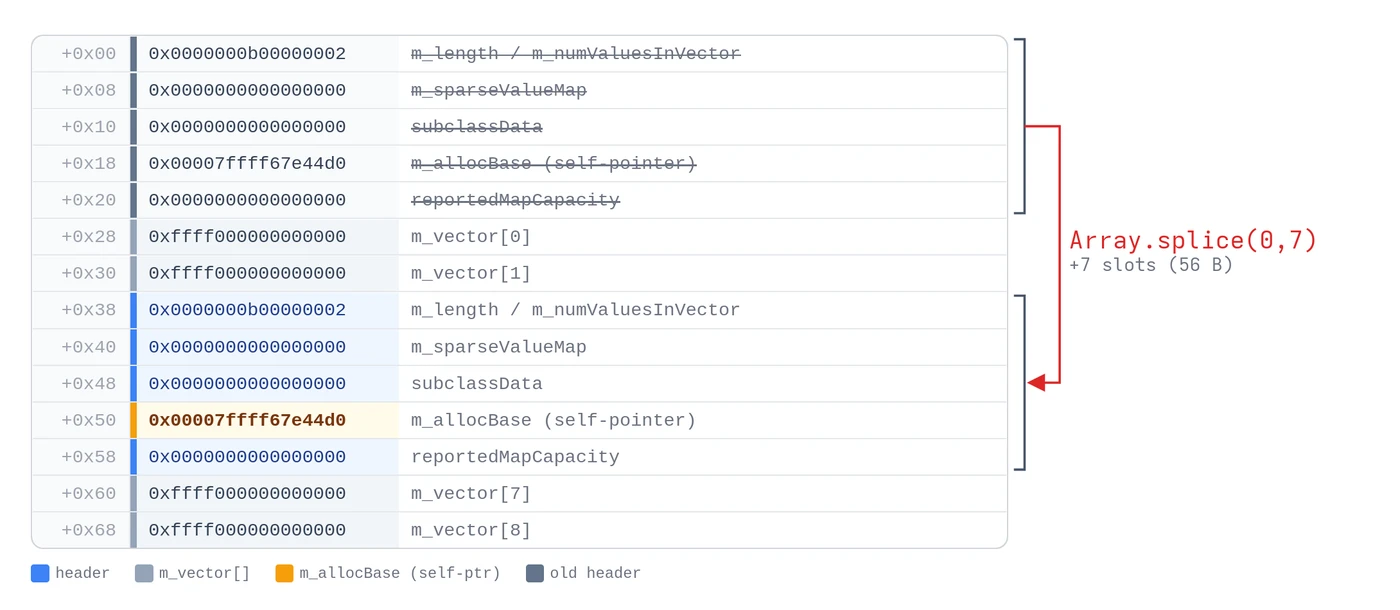 +0x00 0x0000000b00000002 m_length / m_numValuesInVector
+0x08 0x0000000000000000 m_sparseValueMap
+0x10 0x0000000000000000 subclassData
+0x18 0x00007ffff67e44d0 m_allocBase (self-pointer)
+0x20 0x0000000000000000 reportedMapCapacity
+0x28 0xffff000000000000 m_vector[0]
+0x30 0xffff000000000000 m_vector[1]
+0x38 0x0000000b00000002 m_length / m_numValuesInVector
+0x40 0x0000000000000000 m_sparseValueMap
+0x48 0x0000000000000000 subclassData
+0x50 0x00007ffff67e44d0 m_allocBase (self-pointer)
+0x58 0x0000000000000000 reportedMapCapacity
+0x60 0xffff000000000000 m_vector[7]
+0x68 0xffff000000000000 m_vector[8]
Array.splice(0,7)
+7 slots (56 B)
header m_vector[] m_allocBase (self-ptr) old header